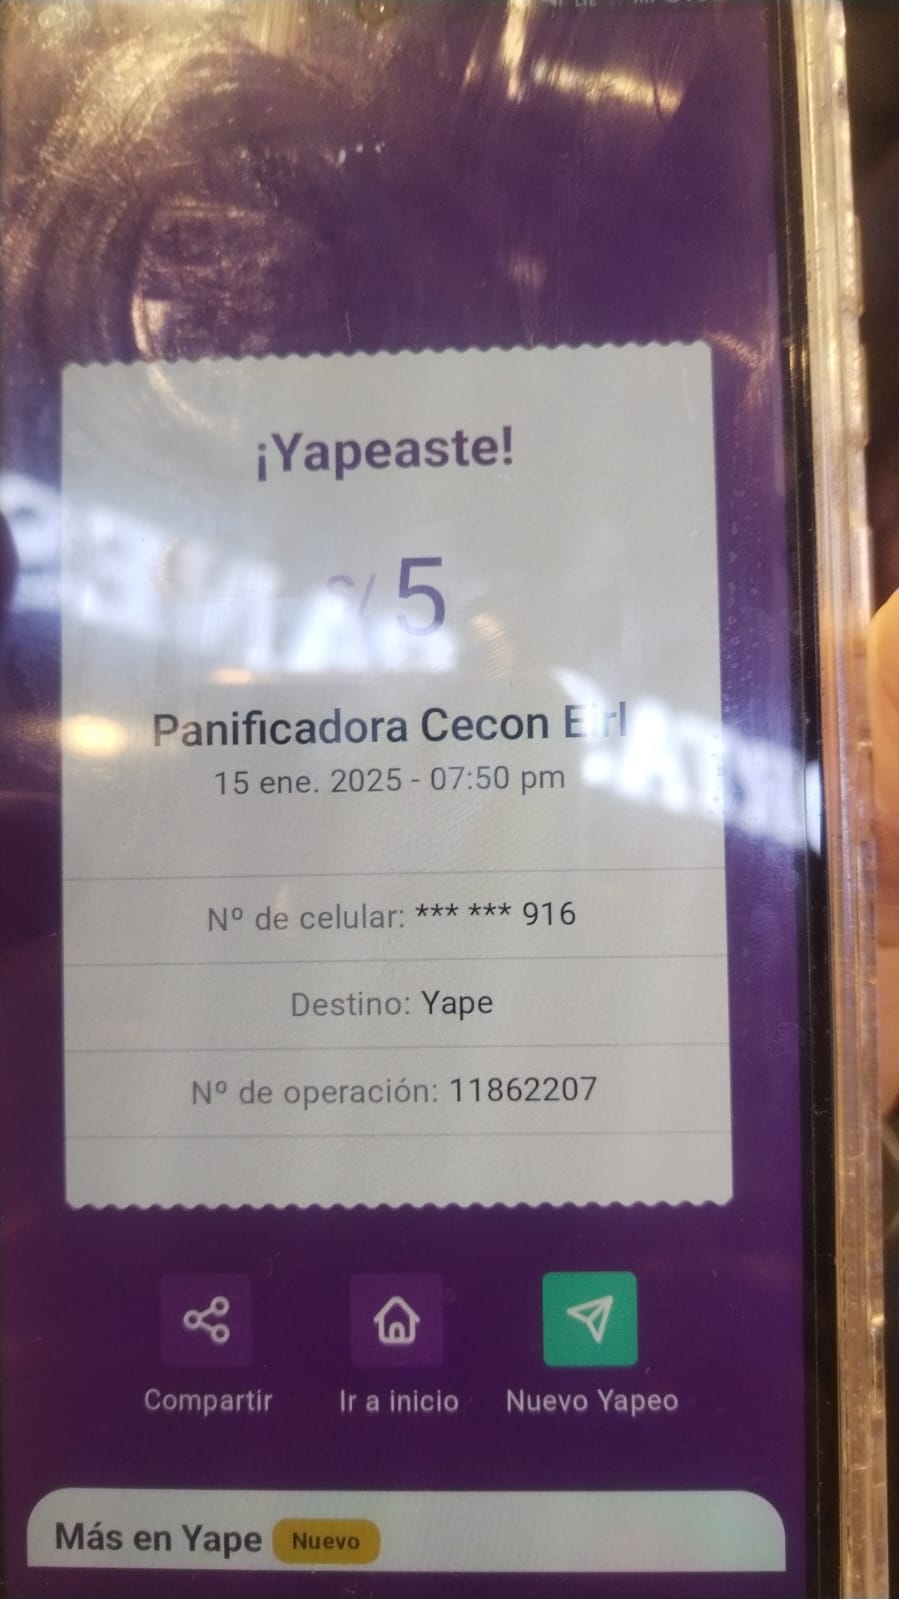 ¡Yapeaste!
S/ 5
Panificadora Cecon Eirl
15 ene. 2025 - 07:50 pm
Nº de celular: *** *** 916
Destino: Yape
Nº de operación: 11862207
Compartir
Ir a inicio
Nuevo Yapeo
Más en Yape Nuevo